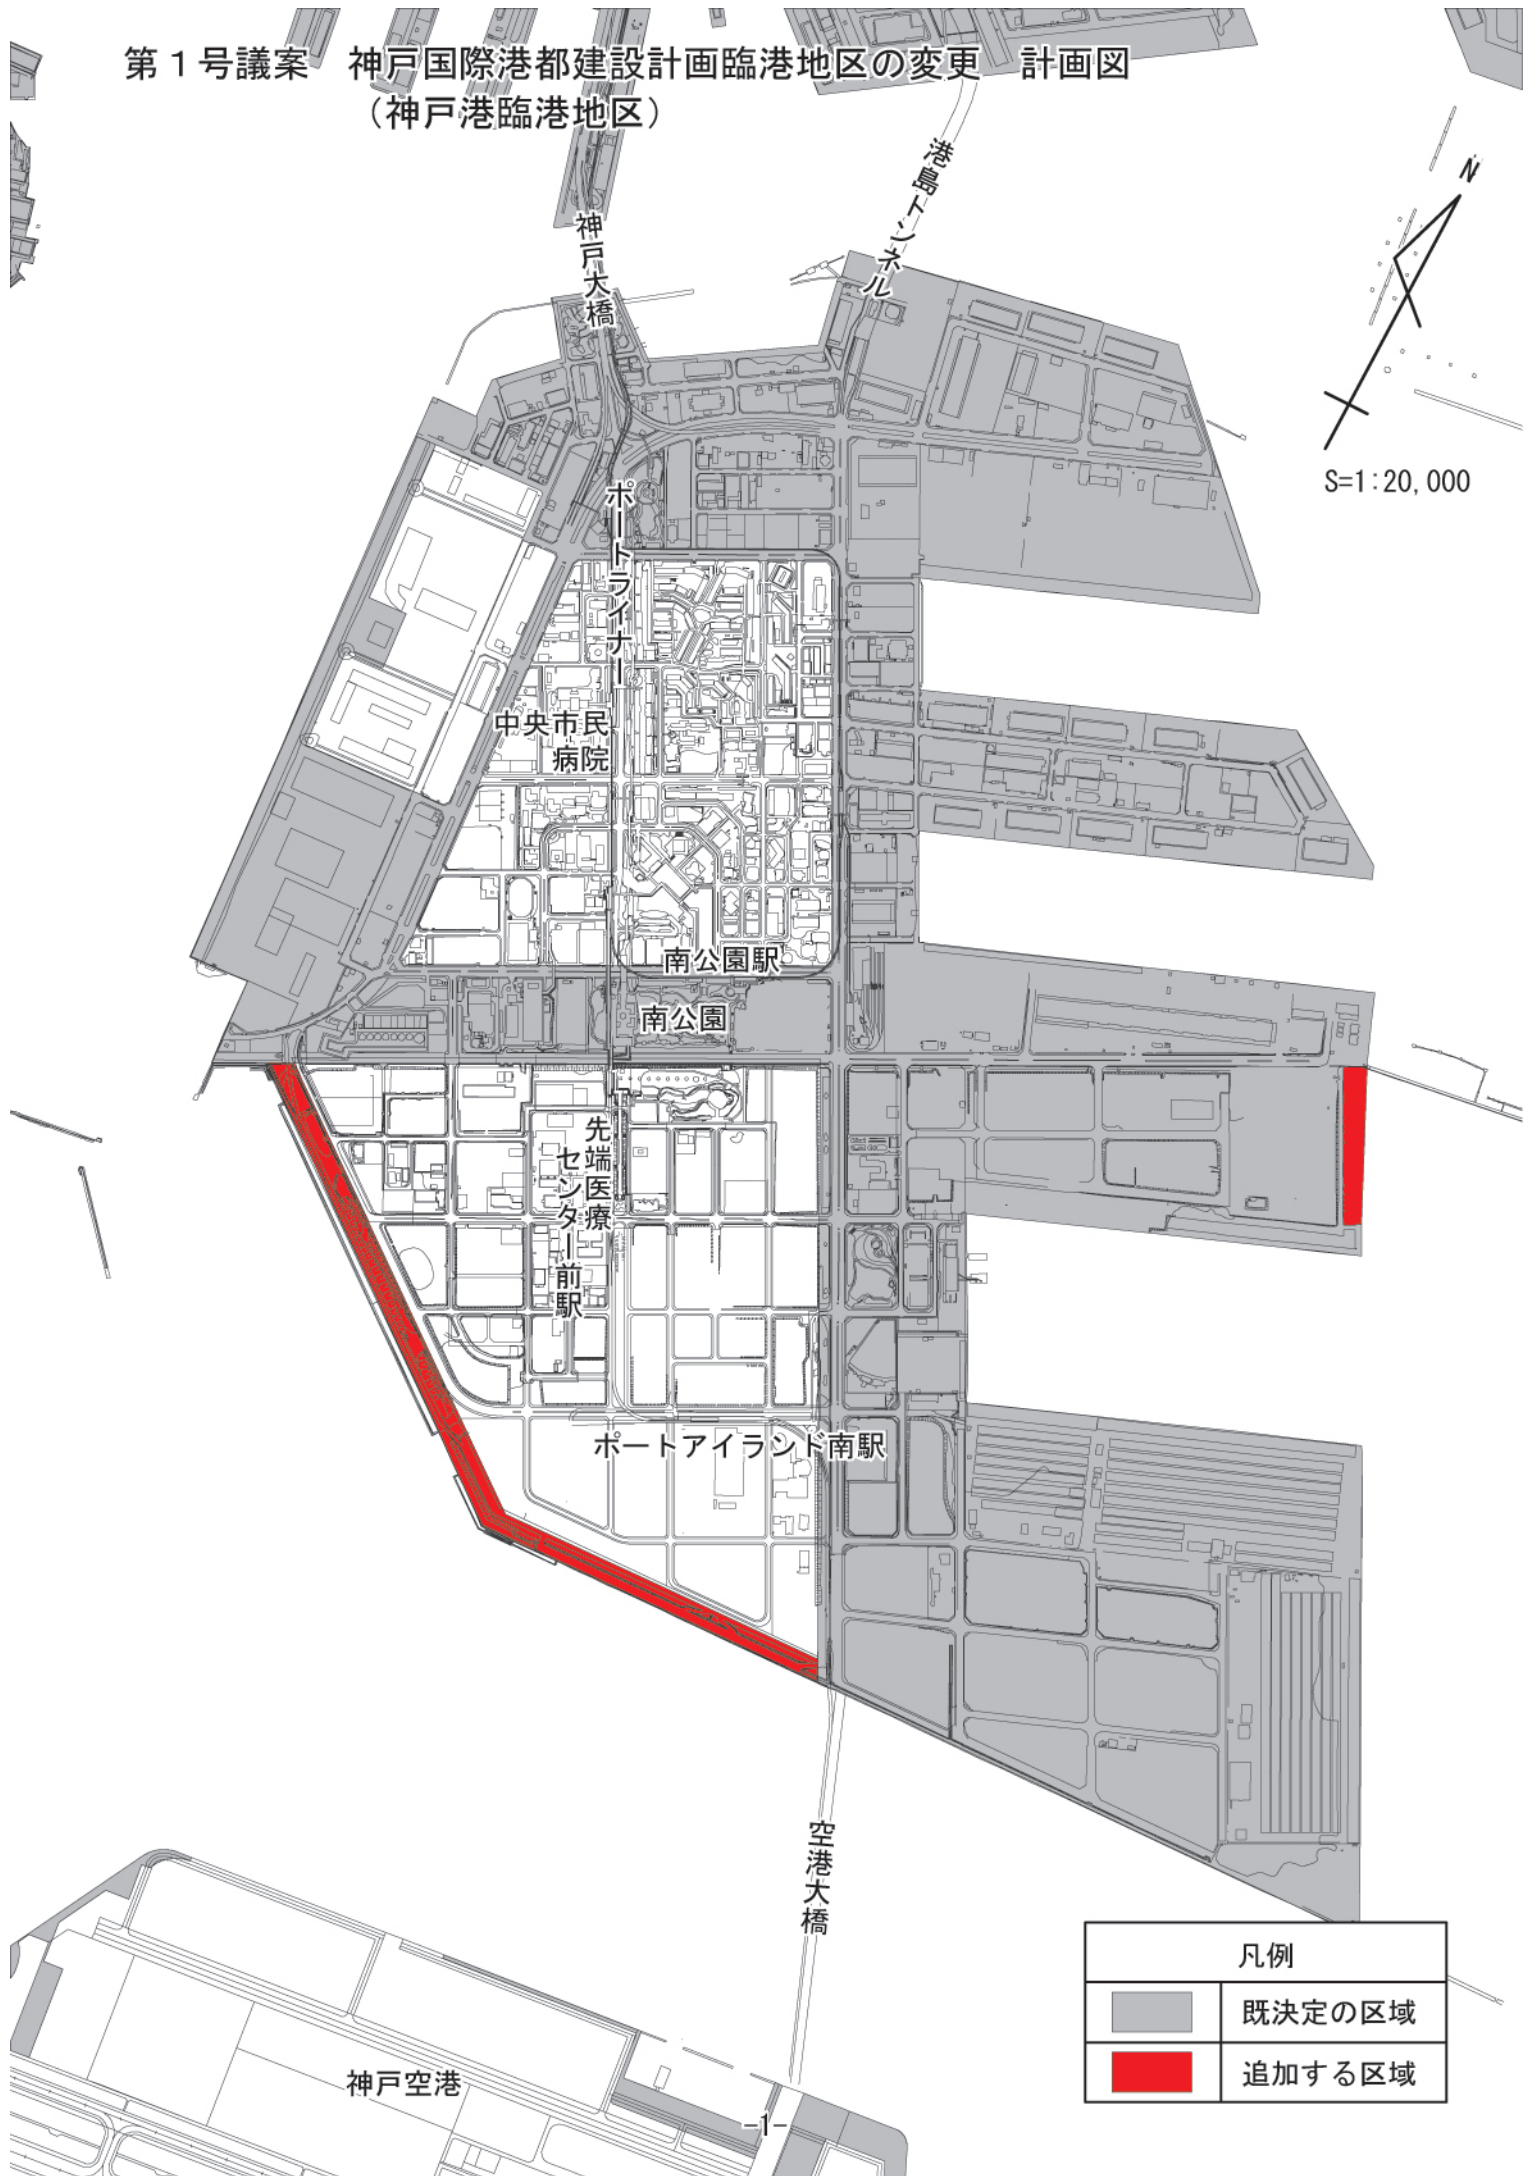 第１号議案　神戸国際港都建設計画臨港地区の変更　計画図
（神戸港臨港地区）
港島トンネル
N
神戸大橋
S=1:20,000
ポートライナー
中央市民
病院
南公園駅
南公園
先端医療
センター前駅
ポートアイランド南駅
空港大橋
凡例
既決定の区域
追加する区域
神戸空港
-1-